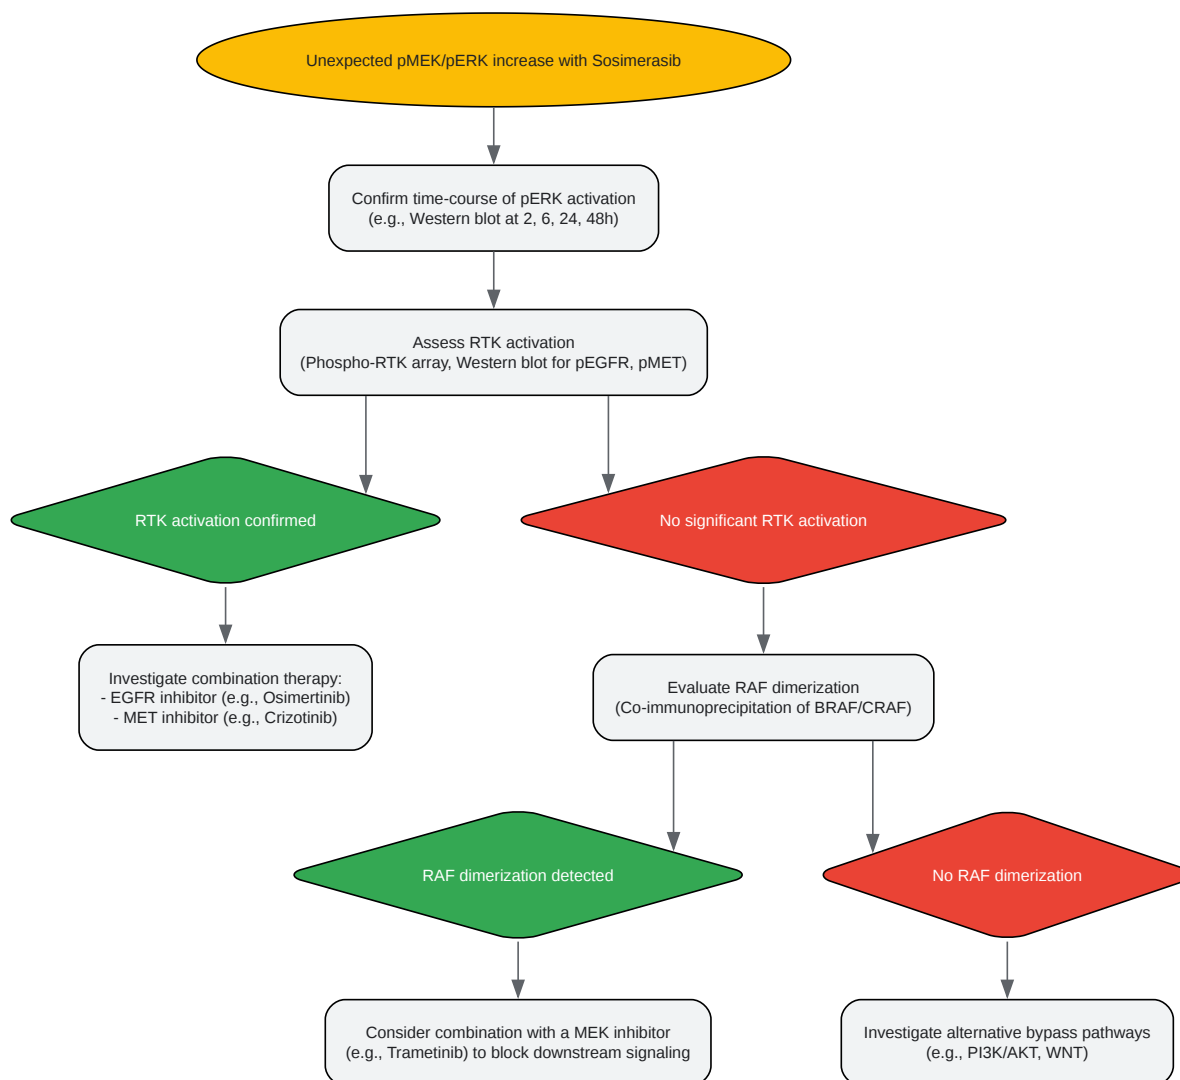 Unexpected pMEK/pERK increase with Sosimerasib
Confirm time-course of pERK activation
(e.g., Western blot at 2, 6, 24, 48h)
Assess RTK activation
(Phospho-RTK array, Western blot for pEGFR, pMET)
RTK activation confirmed
No significant RTK activation
Investigate combination therapy:
- EGFR inhibitor (e.g., Osimertinib)
- MET inhibitor (e.g., Crizotinib)
Evaluate RAF dimerization
(Co-immunoprecipitation of BRAF/CRAF)
RAF dimerization detected
No RAF dimerization
Consider combination with a MEK inhibitor
(e.g., Trametinib) to block downstream signaling
Investigate alternative bypass pathways
(e.g., PI3K/AKT, WNT)